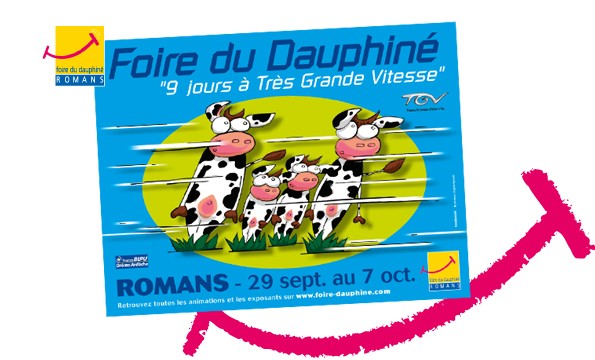 foire du dauphiné
ROMANS
Foire du Dauphiné
"9 jours à Très Grande Vitesse"
TGV
ROMANS - 29 sept. au 7 oct.
Retrouvez toutes les animations et les exposants sur www.foire-dauphine.com
foire du dauphiné
ROMANS